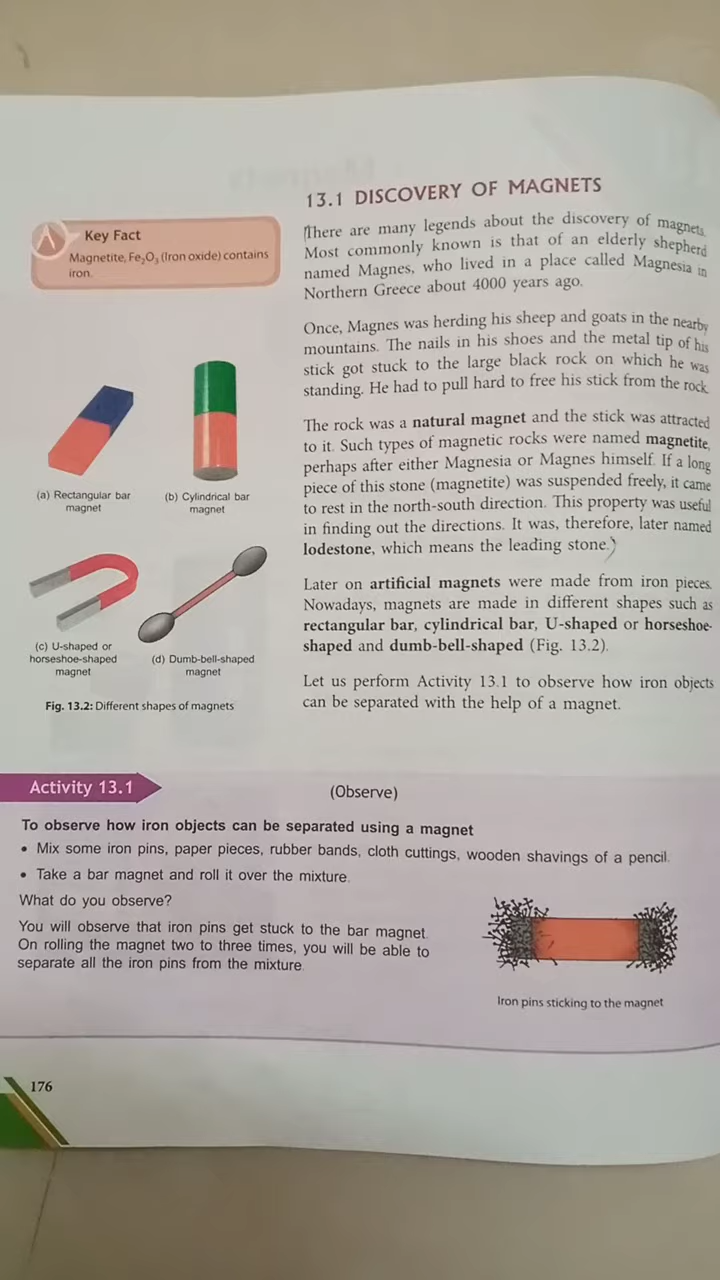 13.1 DISCOVERY OF MAGNETS
Key Fact
Magnetite, Fe₂O₃ (Iron oxide) contains
iron.
There are many legends about the discovery of magnets.
Most commonly known is that of an elderly shepherd
named Magnes, who lived in a place called Magnesia in
Northern Greece about 4000 years ago.
Once, Magnes was herding his sheep and goats in the nearby
mountains. The nails in his shoes and the metal tip of his
stick got stuck to the large black rock on which he was
standing. He had to pull hard to free his stick from the rock.
The rock was a natural magnet and the stick was attracted
to it. Such types of magnetic rocks were named magnetite,
perhaps after either Magnesia or Magnes himself. If a long
piece of this stone (magnetite) was suspended freely, it came
to rest in the north-south direction. This property was useful
in finding out the directions. It was, therefore, later named
lodestone, which means the leading stone.
Later on artificial magnets were made from iron pieces.
Nowadays, magnets are made in different shapes such as
rectangular bar, cylindrical bar, U-shaped or horseshoe-
shaped and dumb-bell-shaped (Fig. 13.2).
Let us perform Activity 13.1 to observe how iron objects
can be separated with the help of a magnet.
(a) Rectangular bar
magnet
(b) Cylindrical bar
magnet
(c) U-shaped or
horseshoe-shaped
magnet
(d) Dumb-bell-shaped
magnet
Fig. 13.2: Different shapes of magnets
Activity 13.1
(Observe)
To observe how iron objects can be separated using a magnet
• Mix some iron pins, paper pieces, rubber bands, cloth cuttings, wooden shavings of a pencil.
• Take a bar magnet and roll it over the mixture.
What do you observe?
You will observe that iron pins get stuck to the bar magnet.
On rolling the magnet two to three times, you will be able to
separate all the iron pins from the mixture.
Iron pins sticking to the magnet
176